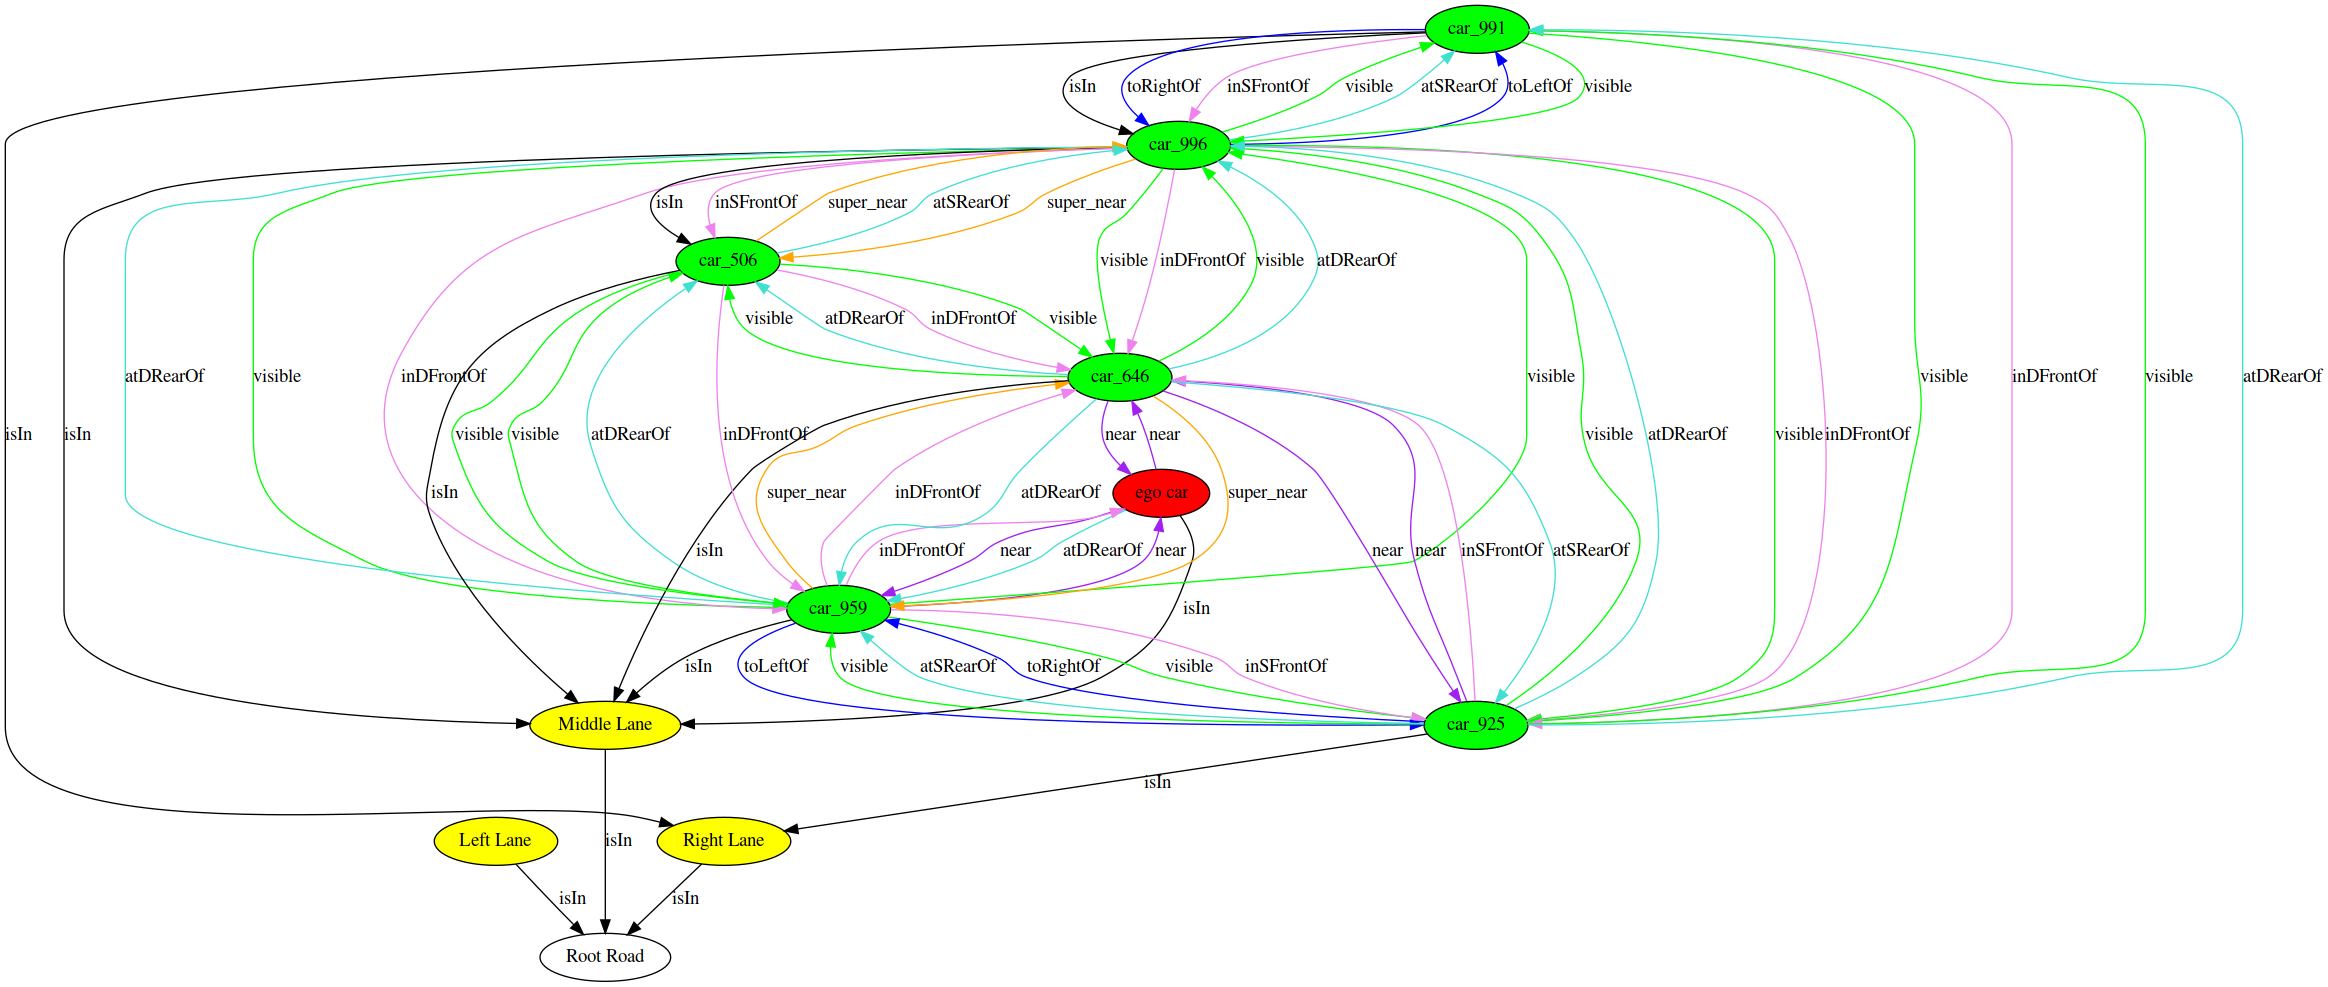 car_991
isIn
toRightOf
inSFrontOf
visible
atSRearOf
toLeftOf
visible
car_996
isIn
inSFrontOf
super_near
atSRearOf
super_near
car_506
visible
inDFrontOf
visible
atDRearOf
visible
atDRearOf
inDFrontOf
visible
atDRearOf
visible
inDFrontOf
car_646
visible
visible
inDFrontOf
visible
atDRearOf
isIn
isIn
visible
visible
atDRearOf
inDFrontOf
near
near
visible
atDRearOf
visible
inDFrontOf
isIn
super_near
inDFrontOf
atDRearOf
ego car
super_near
isIn
inDFrontOf
near
atDRearOf
near
near
near
inSFrontOf
atSRearOf
car_959
isIn
isIn
toLeftOf
visible
atSRearOf
toRightOf
visible
inSFrontOf
Middle Lane
car_925
isIn
Left Lane
isIn
Right Lane
isIn
isIn
Root Road